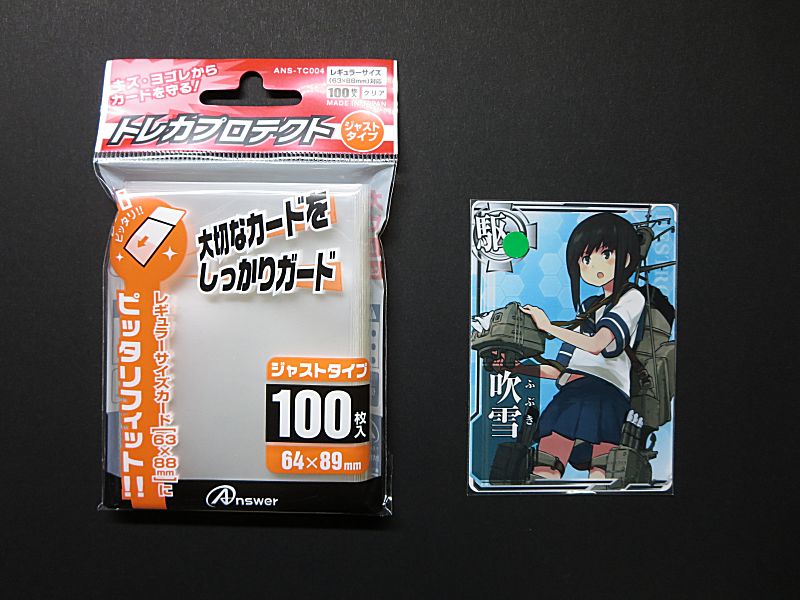 キズ・ヨゴレから
カードを守る!!
ANS-TC004
レギュラーサイズ
(63×88mm)対応
100枚入 クリア
MADE IN JAPAN
トレカプロテクト
ジャスト
タイプ
ピッタリ!!
大切なカードを
しっかりガード
レギュラーサイズカード[63×88mm]に
ピッタリフィット!!
ジャストタイプ
100枚入
64×89mm
Answer
駆
吹雪
ふぶき